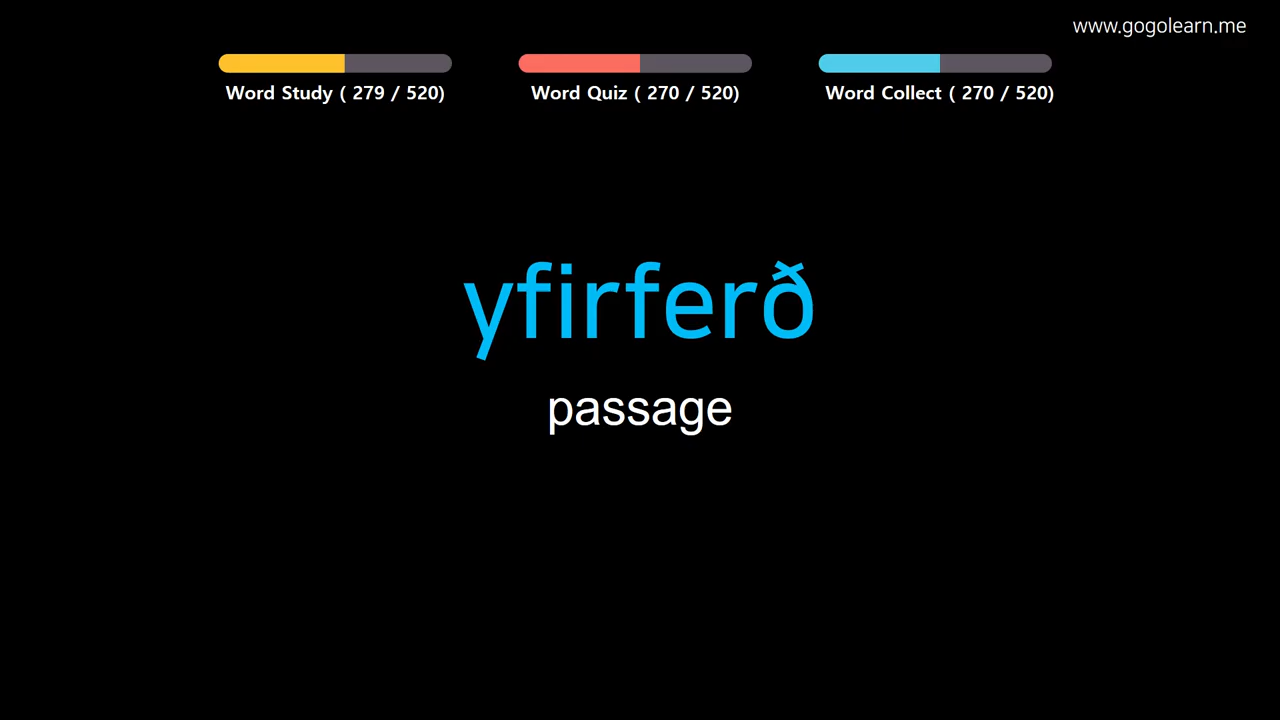 www.gogolearn.me
Word Study ( 279 / 520)
Word Quiz ( 270 / 520)
Word Collect ( 270 / 520)
yfirferð
passage